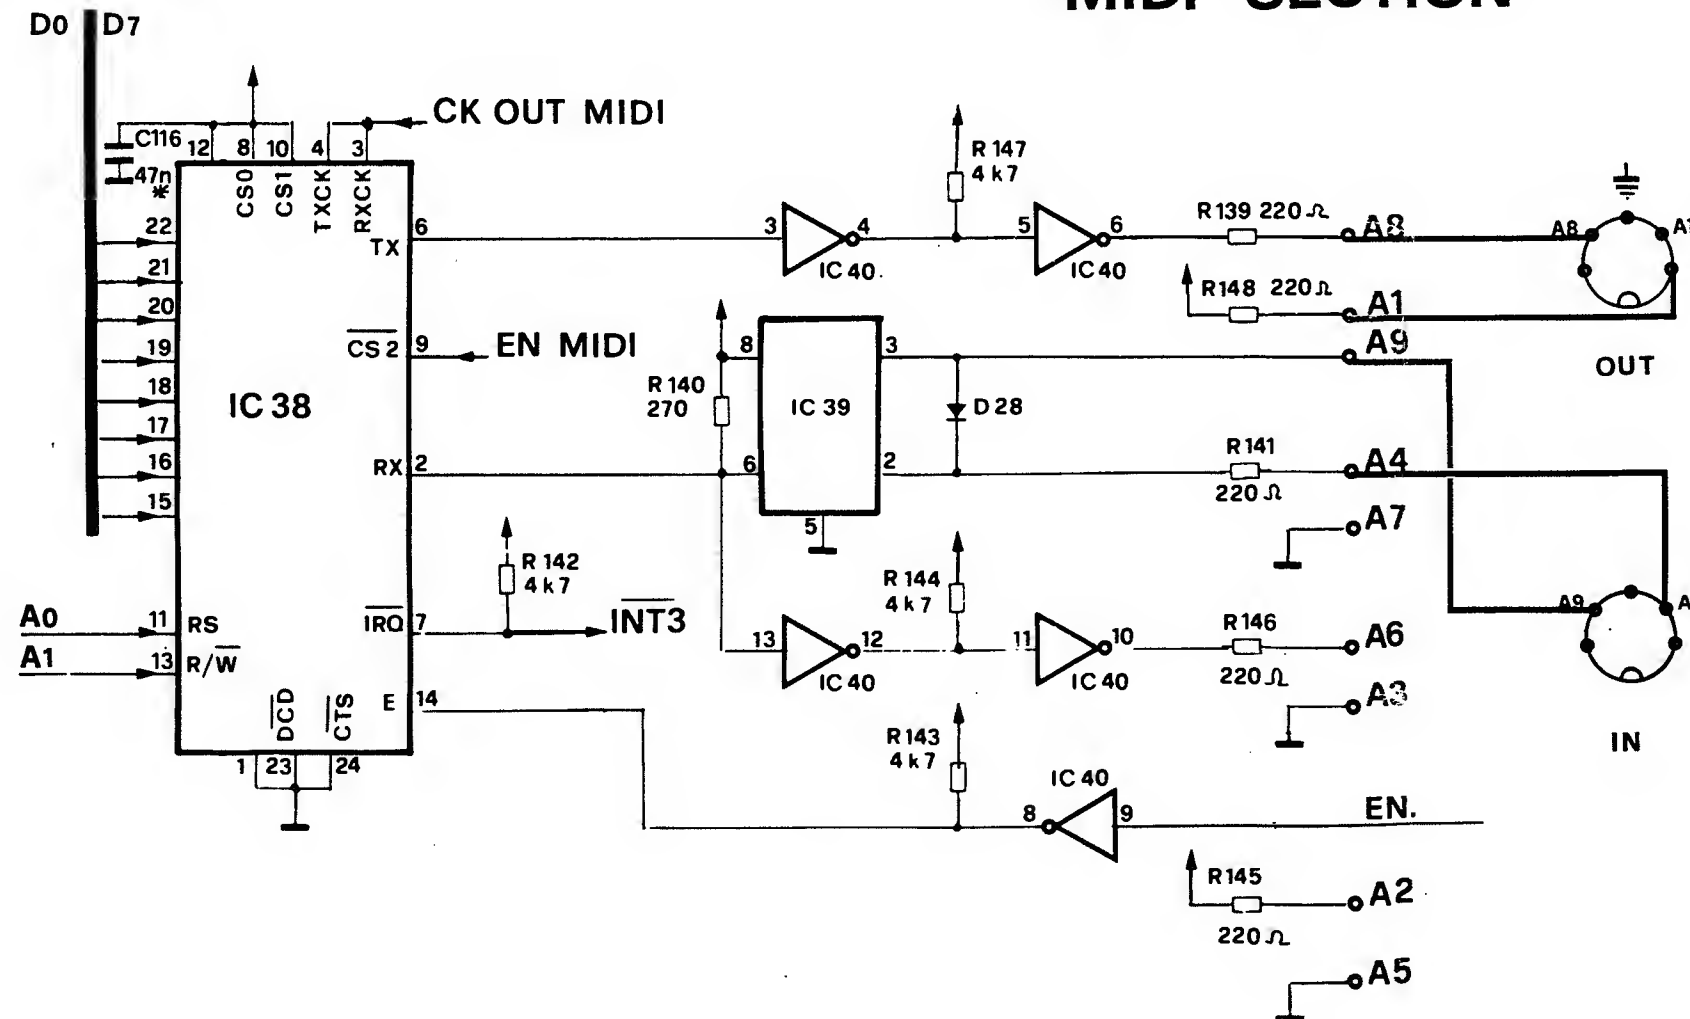 MIDI SECTION
D0 D7
CK OUT MIDI
C116
47n
*
12 8 10 4 3
CS0 CS1 TXCK RXCK
22
21
20
19
18
17
16
15
IC 38
TX 6
CS2 9 EN MIDI
RX 2
IRQ 7
INT3
E 14
A0 11 RS
A1 13 R/W
DCD CTS
1 23 24
R 142
4k7
3 4
IC 40.
R 147
4k7
5 6
IC 40
R139 220Ω
A8
R148 220Ω
A1
A9
8 3
R 140
270
IC 39
6 2
5
D 28
R 141
220Ω
A4
A7
R 144
4k7
13 12
IC 40
11 10
IC 40
R 146
220Ω
A6
A3
R 143
4k7
IC 40
8 9
EN.
R145
220Ω
A2
A5
A8
OUT
A9
IN